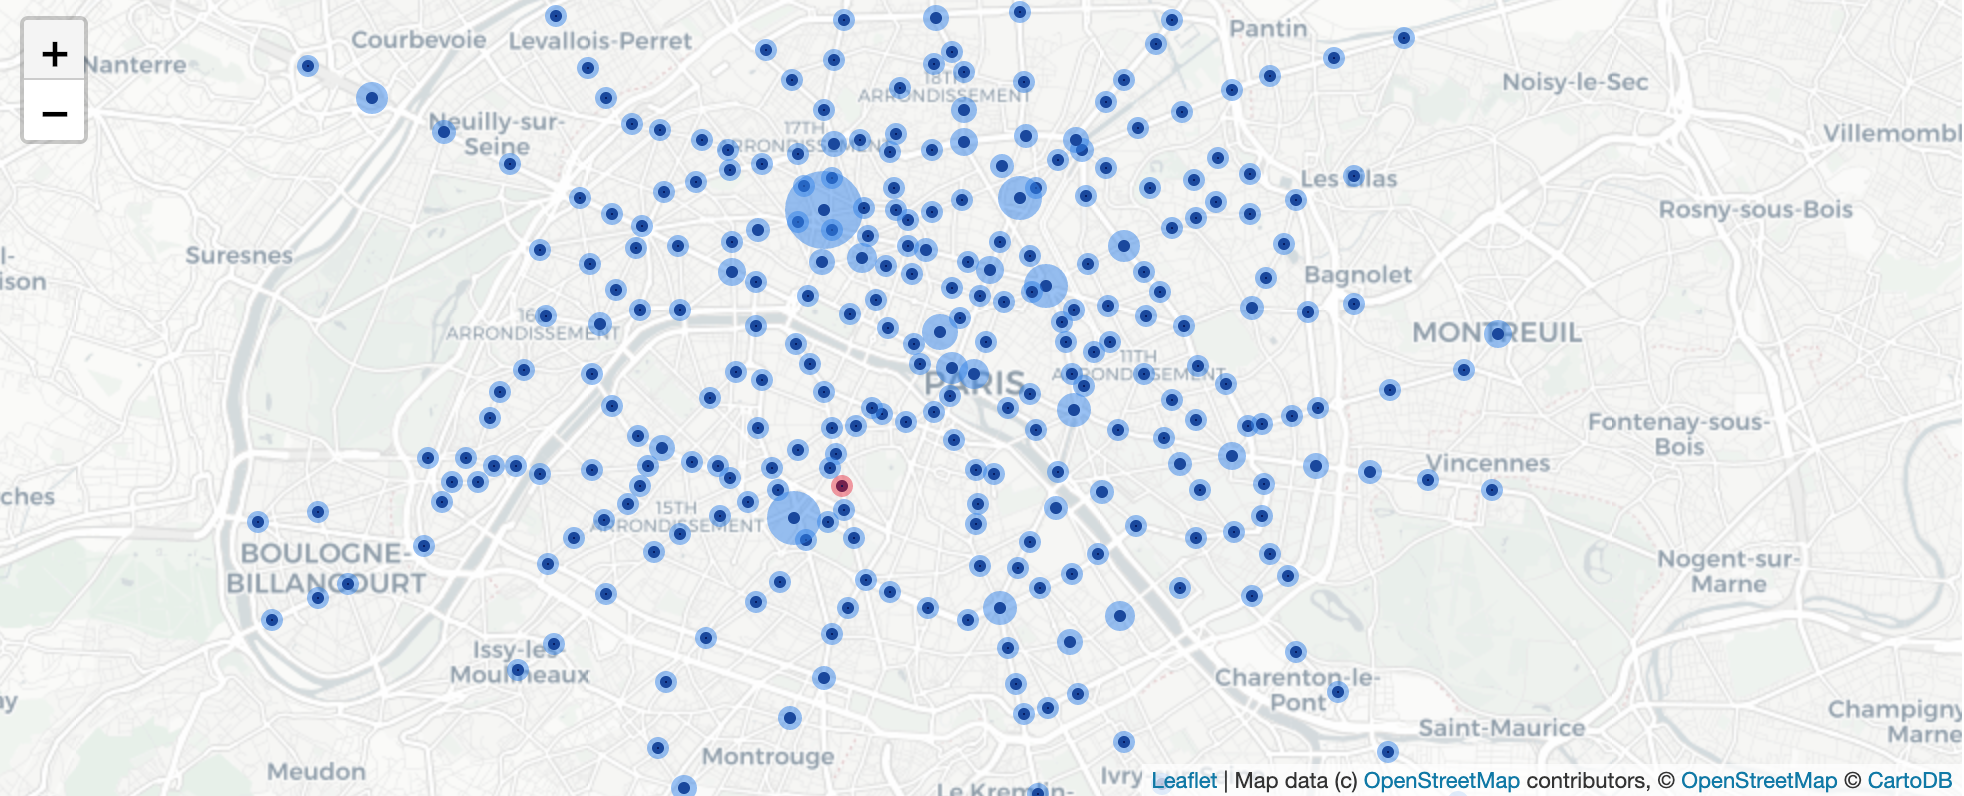 +
−
Courbevoie
Levallois-Perret
Pantin
Nanterre
Noisy-le-Sec
18TH
ARRONDISSEMENT
Neuilly-sur-
Seine
17TH
Villemombl
Les Lilas
Rosny-sous-Bois
Suresnes
l-
ison
Bagnolet
ARRONDISSEMENT
MONTREUIL
11TH
ARRONDISSEMENT
PARIS
Fontenay-sous-
Bois
Vincennes
ches
15TH
ARRONDISSEMENT
BOULOGNE-
BILLANCOURT
Nogent-sur-
Marne
Issy-les-
Moulineaux
Charenton-le-
Pont
ay
Saint-Maurice
Champigny
Marne
Montrouge
Meudon
Ivry
Le Kremlin-
Leaflet | Map data (c) OpenStreetMap contributors, © OpenStreetMap © CartoDB